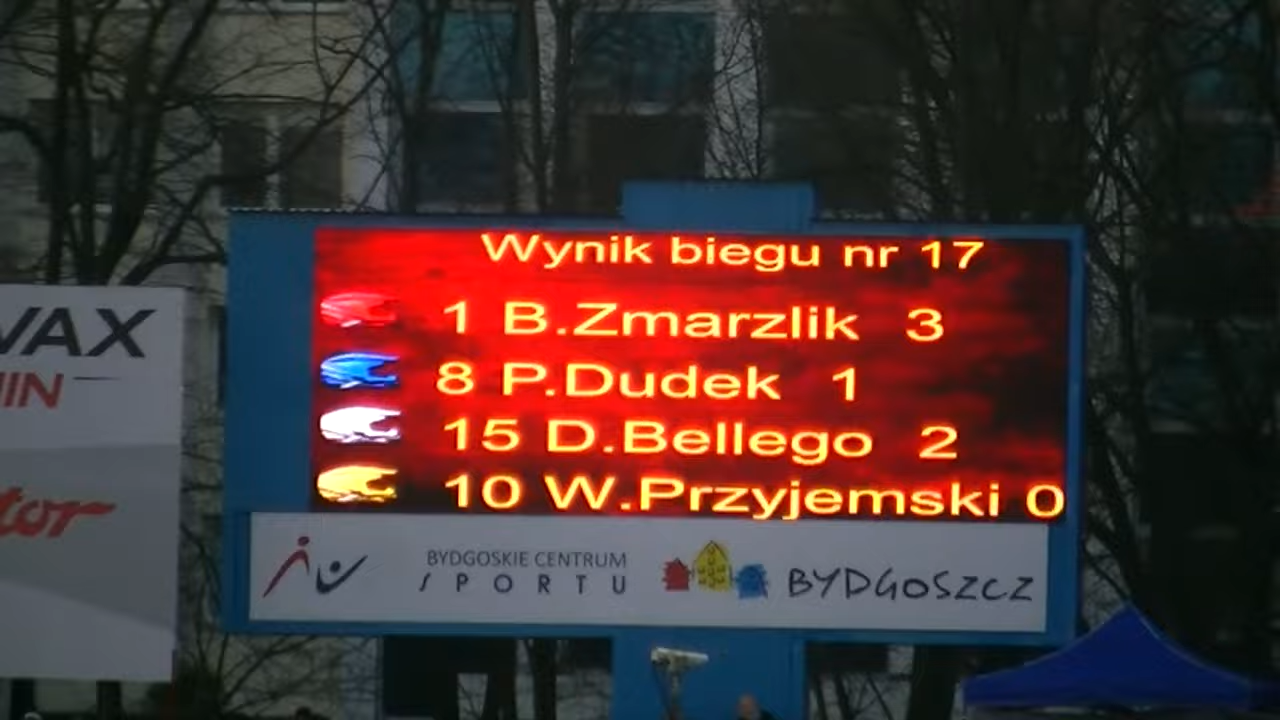 Wynik biegu nr 17
1 B.Zmarzlik 3
8 P.Dudek 1
15 D.Bellego 2
10 W.Przyjemski 0
BYDGOSKIE CENTRUM
SPORTU
BYDGOSZCZ
VAX
IN
tor